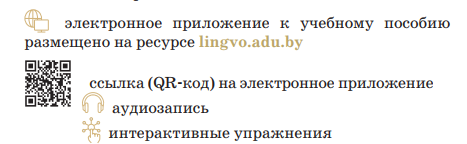 электронное приложение к учебному пособию
размещено на ресурсе lingvo.adu.by
ссылка (QR-код) на электронное приложение
аудиозапись
интерактивные упражнения